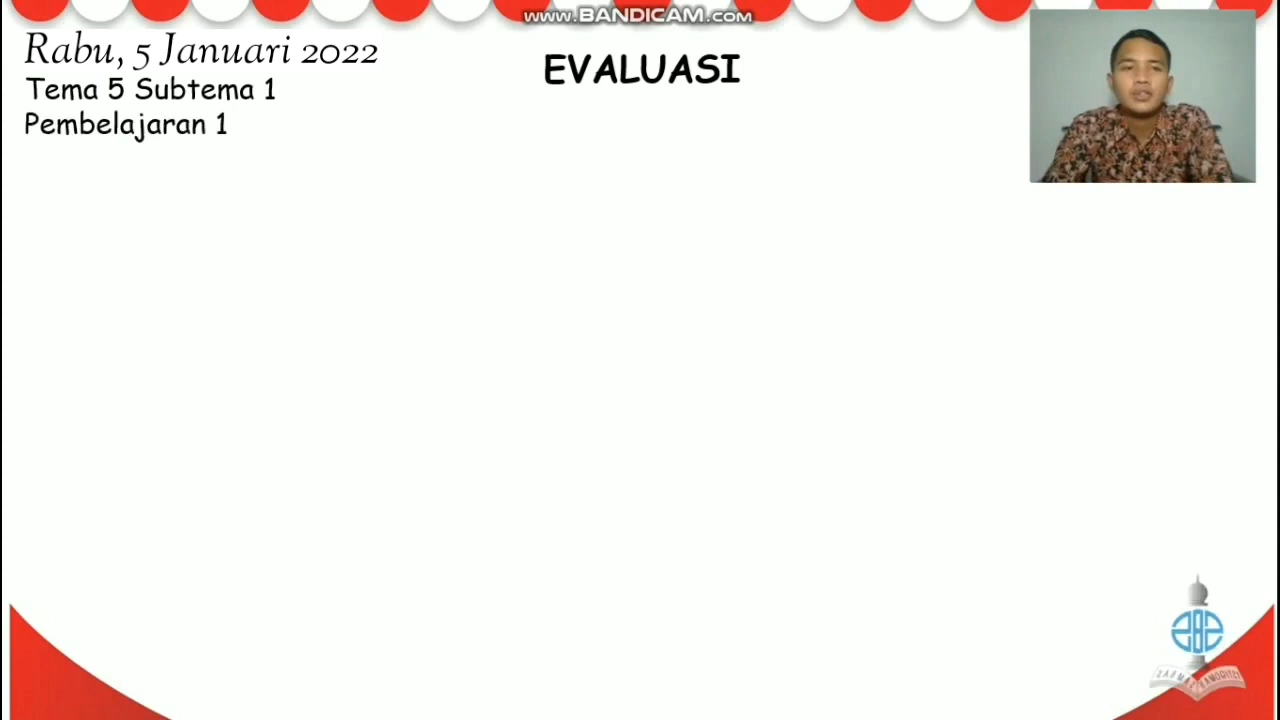 www.BANDICAM.com
Rabu, 5 Januari 2022
EVALUASI
Tema 5 Subtema 1
Pembelajaran 1